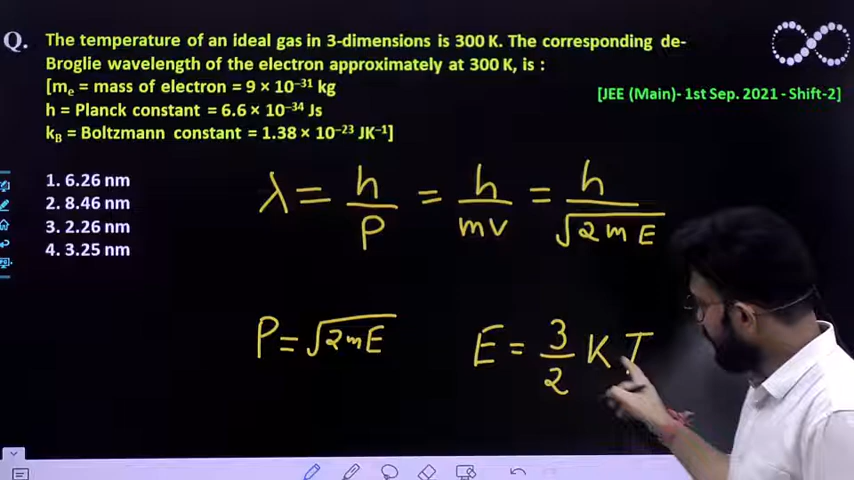 Q. The temperature of an ideal gas in 3-dimensions is 300 K. The corresponding de-
Broglie wavelength of the electron approximately at 300 K, is :
[mₑ = mass of electron = 9 × 10⁻³¹ kg
[JEE (Main)- 1st Sep. 2021 - Shift-2]
h = Planck constant = 6.6 × 10⁻³⁴ Js
k_B = Boltzmann constant = 1.38 × 10⁻²³ JK⁻¹]
1. 6.26 nm
2. 8.46 nm
3. 2.26 nm
4. 3.25 nm
λ = h/P = h/mv = h/√2mE
P = √2mE
E = 3/2 KT